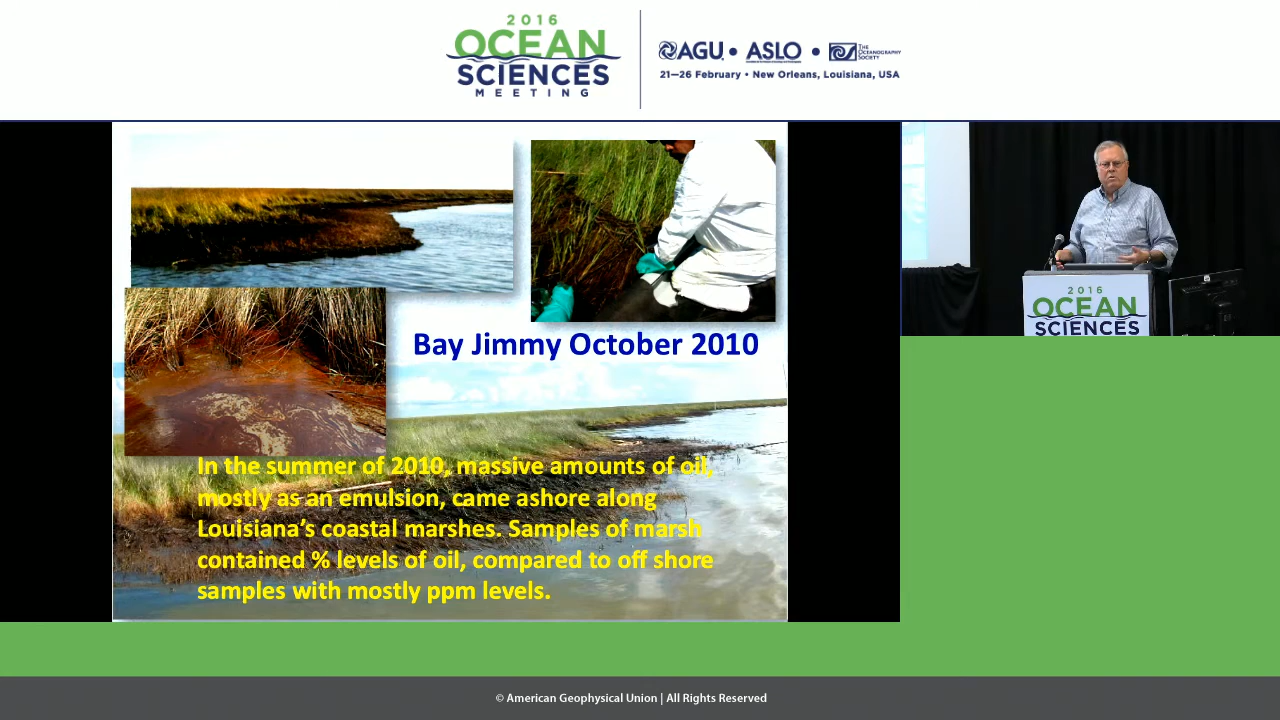 2016
OCEAN
SCIENCES
MEETING
AGU • ASLO • THE OCEANOGRAPHY SOCIETY
21—26 February • New Orleans, Louisiana, USA
Bay Jimmy October 2010
In the summer of 2010, massive amounts of oil,
mostly as an emulsion, came ashore along
Louisiana's coastal marshes. Samples of marsh
contained % levels of oil, compared to off shore
samples with mostly ppm levels.
2016
OCEAN
SCIENCES
© American Geophysical Union | All Rights Reserved